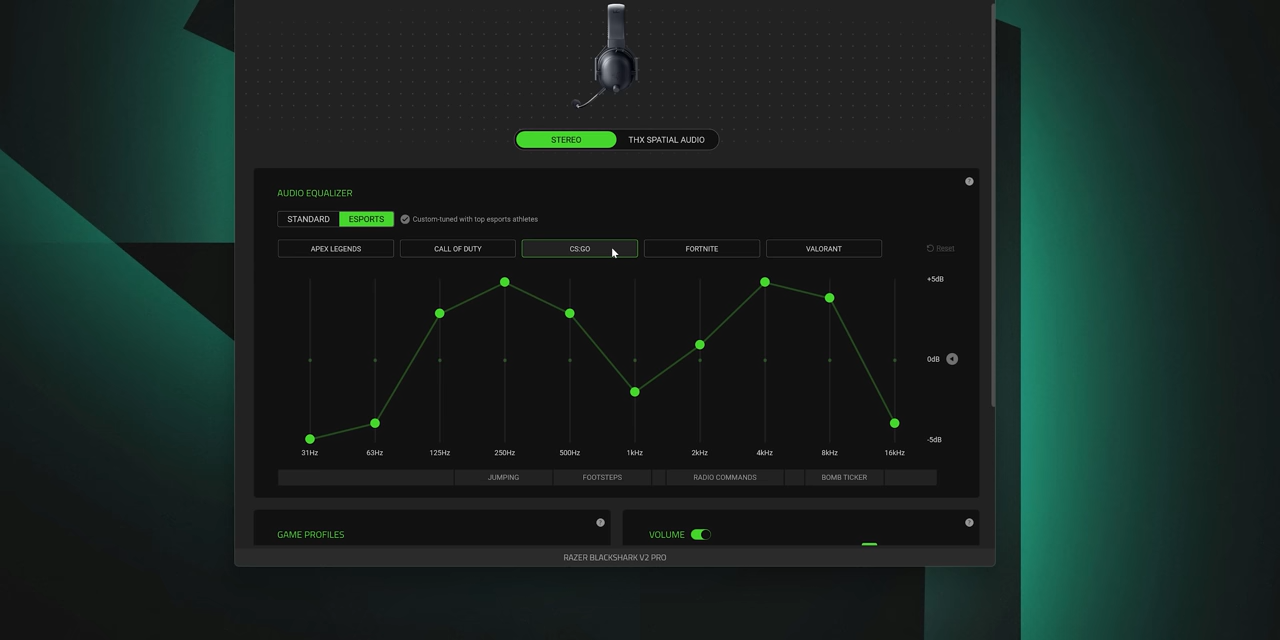 STEREO THX SPATIAL AUDIO
?
AUDIO EQUALIZER
STANDARD ESPORTS Custom-tuned with top esports athletes
APEX LEGENDS CALL OF DUTY CS:GO FORTNITE VALORANT Reset
+5dB
0dB
-5dB
31Hz 63Hz 125Hz 250Hz 500Hz 1kHz 2kHz 4kHz 8kHz 16kHz
JUMPING FOOTSTEPS RADIO COMMANDS BOMB TICKER
? ?
GAME PROFILES VOLUME
RAZER BLACKSHARK V2 PRO